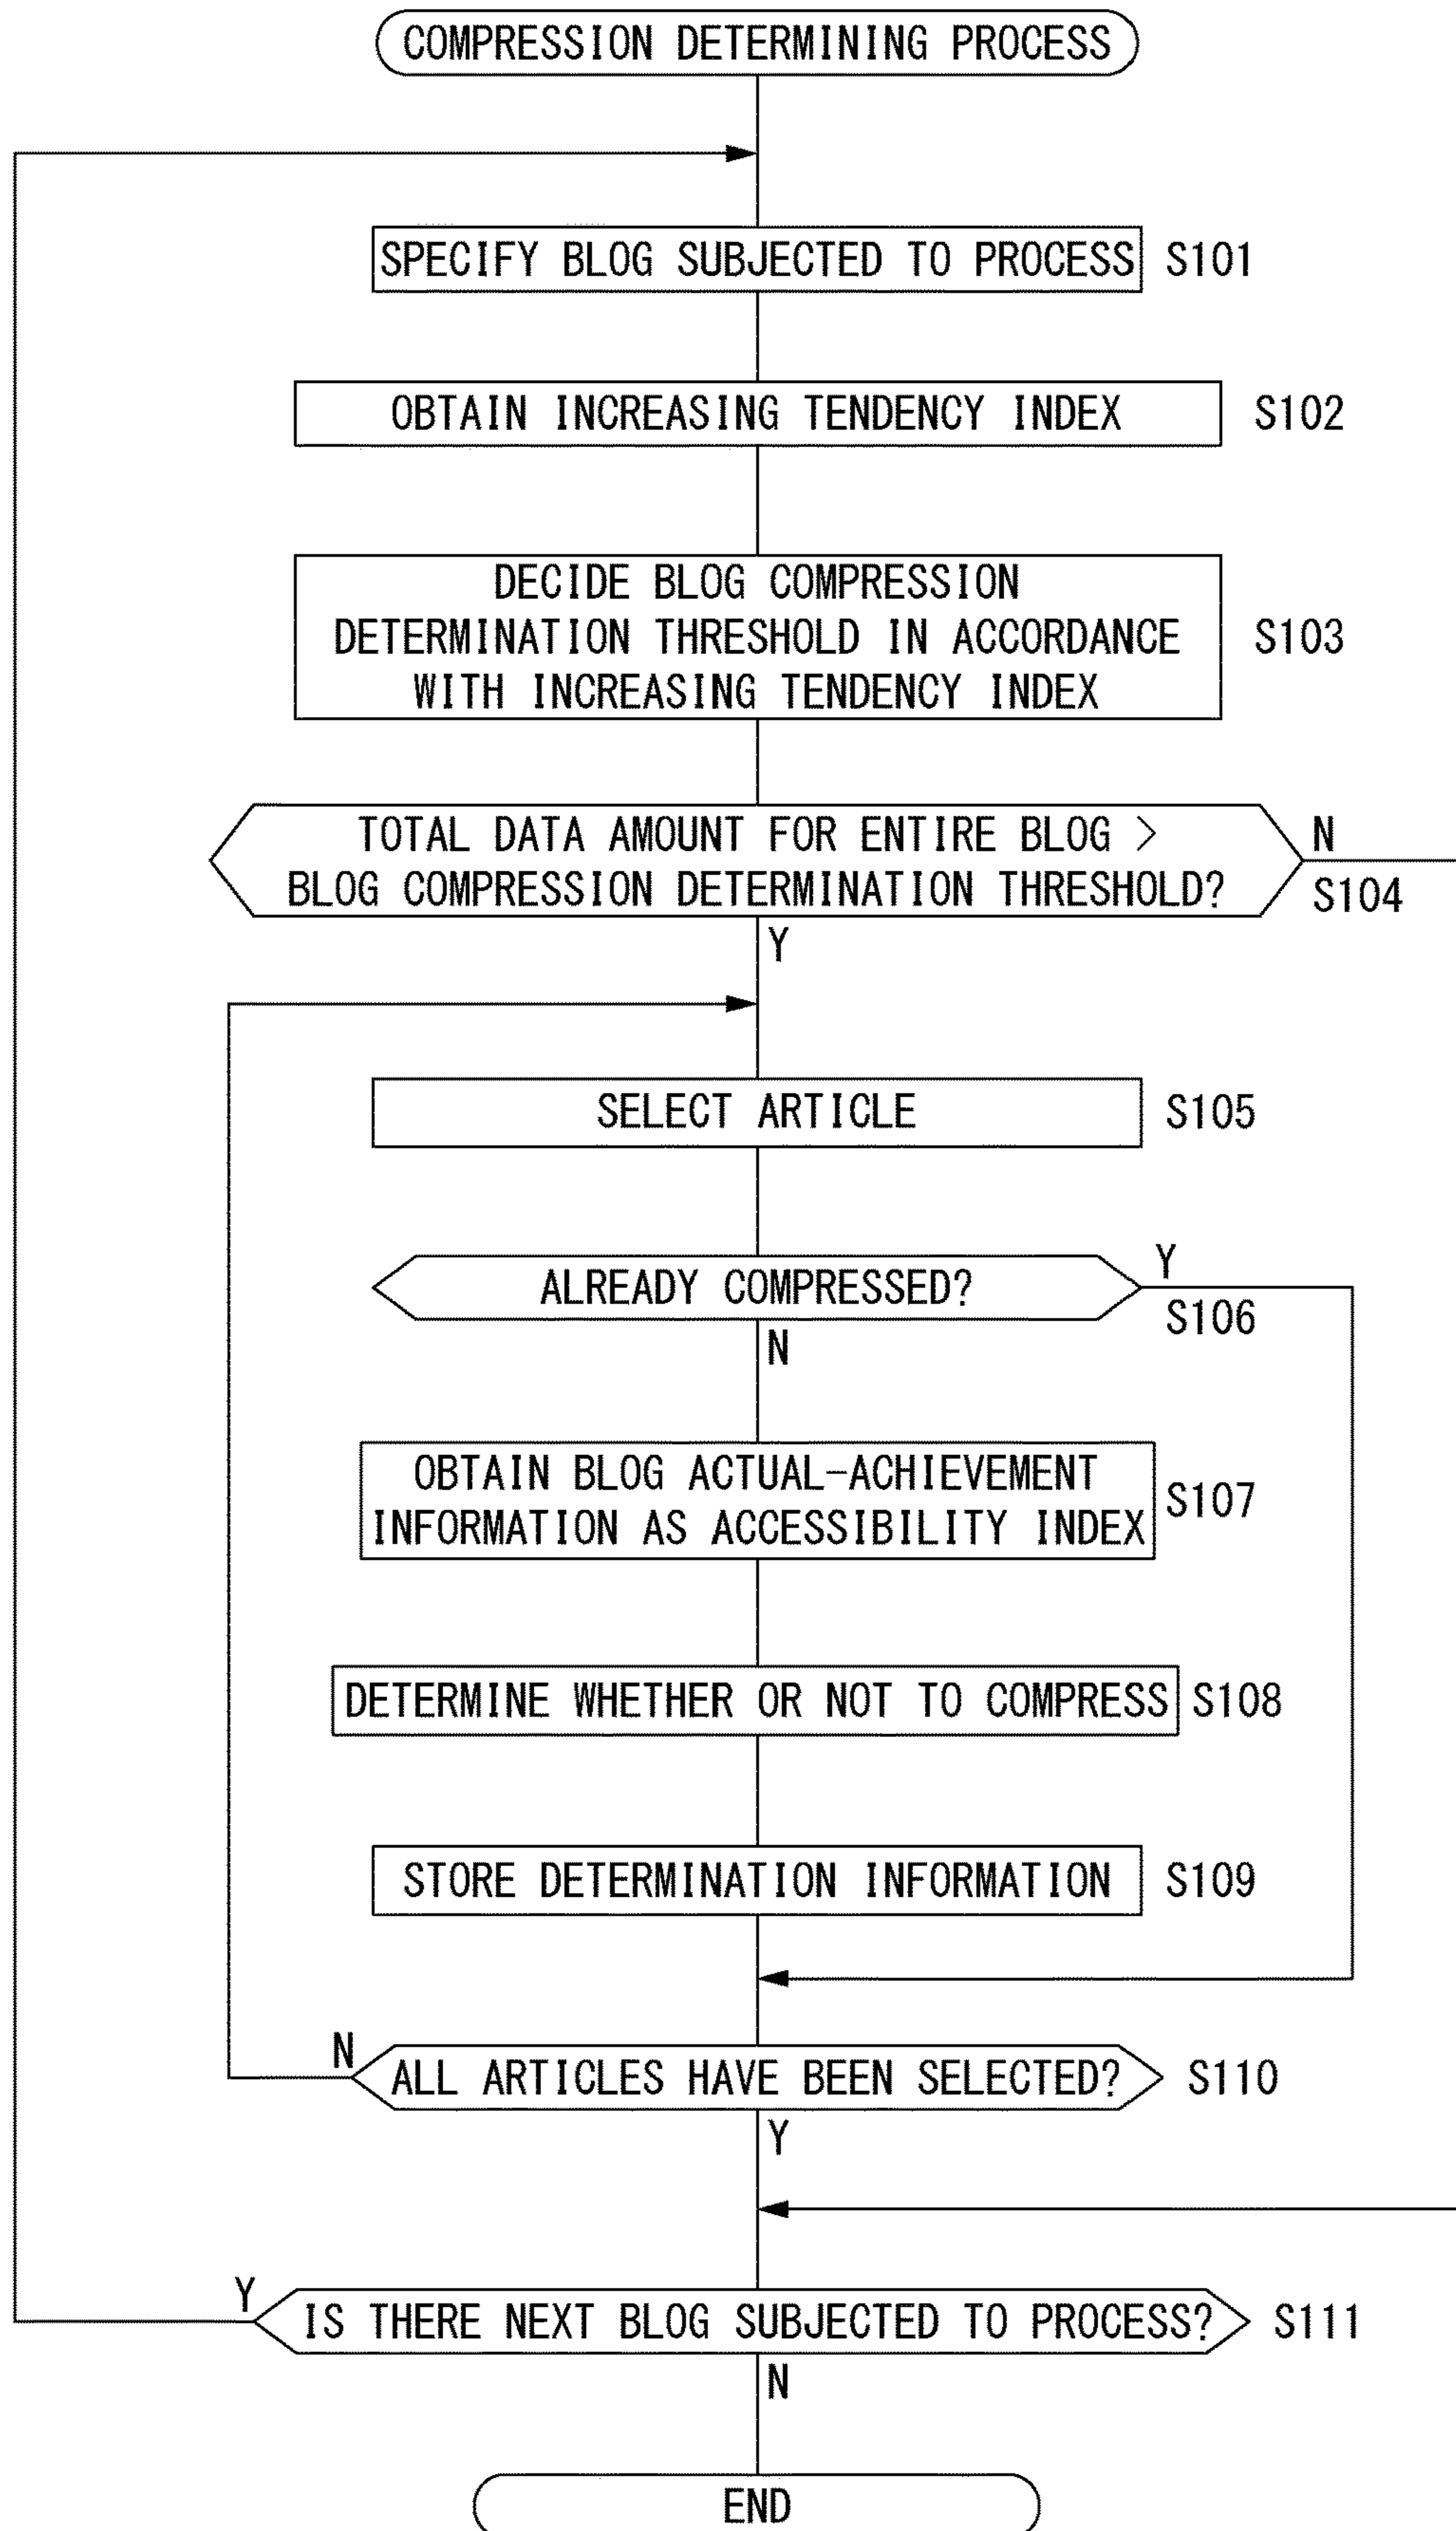 COMPRESSION DETERMINING PROCESS
SPECIFY BLOG SUBJECTED TO PROCESS S101
OBTAIN INCREASING TENDENCY INDEX S102
DECIDE BLOG COMPRESSION
DETERMINATION THRESHOLD IN ACCORDANCE S103
WITH INCREASING TENDENCY INDEX
TOTAL DATA AMOUNT FOR ENTIRE BLOG > N
BLOG COMPRESSION DETERMINATION THRESHOLD? S104
Y
SELECT ARTICLE S105
Y
ALREADY COMPRESSED? S106
N
OBTAIN BLOG ACTUAL-ACHIEVEMENT
INFORMATION AS ACCESSIBILITY INDEX S107
DETERMINE WHETHER OR NOT TO COMPRESS S108
STORE DETERMINATION INFORMATION S109
N
ALL ARTICLES HAVE BEEN SELECTED? S110
Y
Y
IS THERE NEXT BLOG SUBJECTED TO PROCESS? S111
N
END